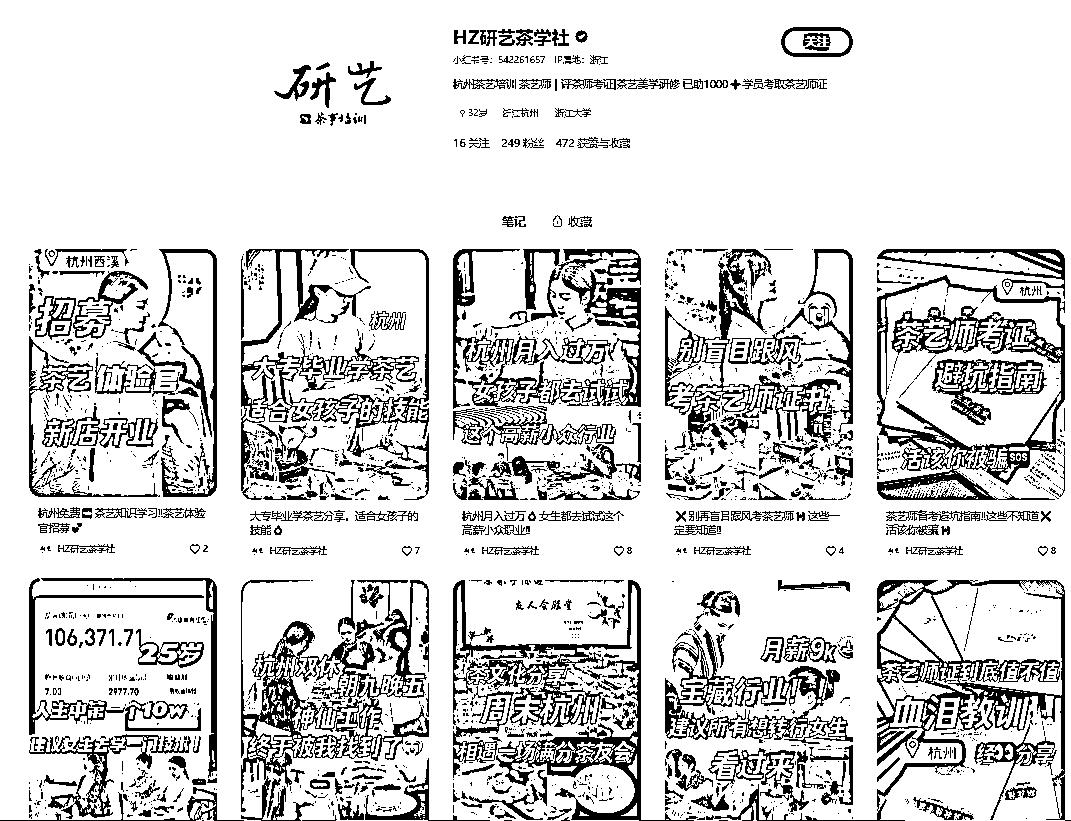 研艺
茶事培训
HZ研艺茶学社
关注
小红书号：542261657 IP属地：浙江
杭州茶艺培训 茶艺师 | 评茶师考证|茶艺美学研修 已助1000➕学员考取茶艺师证
32岁 浙江杭州 浙江大学
16 关注 249 粉丝 472 获赞与收藏
笔记 收藏
杭州西溪
招募
茶艺体验官
新店开业
杭州免费 茶艺知识学习‼茶艺体验
官招募
HZ研艺茶学社 2
杭州
大专毕业学茶艺
适合女孩子的技能
大专毕业学茶艺分享，适合女孩子的
技能
HZ研艺茶学社 7
杭州月入过万
女孩子都去试试
这个高薪小众行业
杭州月入过万 女生都去试试这个
高薪小众职业‼
HZ研艺茶学社 8
别盲目跟风
考茶艺师证书
❌别再盲目跟风考茶艺师 这些一
定要知道‼
HZ研艺茶学社 4
杭州
茶艺师考证
避坑指南
活该你被骗SOS
茶艺师备考避坑指南‼这些不知道❌
活该你被骗
HZ研艺茶学社 8
106,371.71
25岁
7.00 2977.70
人生中第一个10w
建议女生去学一门技术！
杭州双休
朝九晚五
神仙工作
终于被我找到了
友人会雅堂
茶文化分享
周末杭州
相遇一场满分茶友会
月薪9k
宝藏行业！！
建议所有想转行女生
看过来
茶艺师证到底值不值
血泪教训
杭州 经验分享